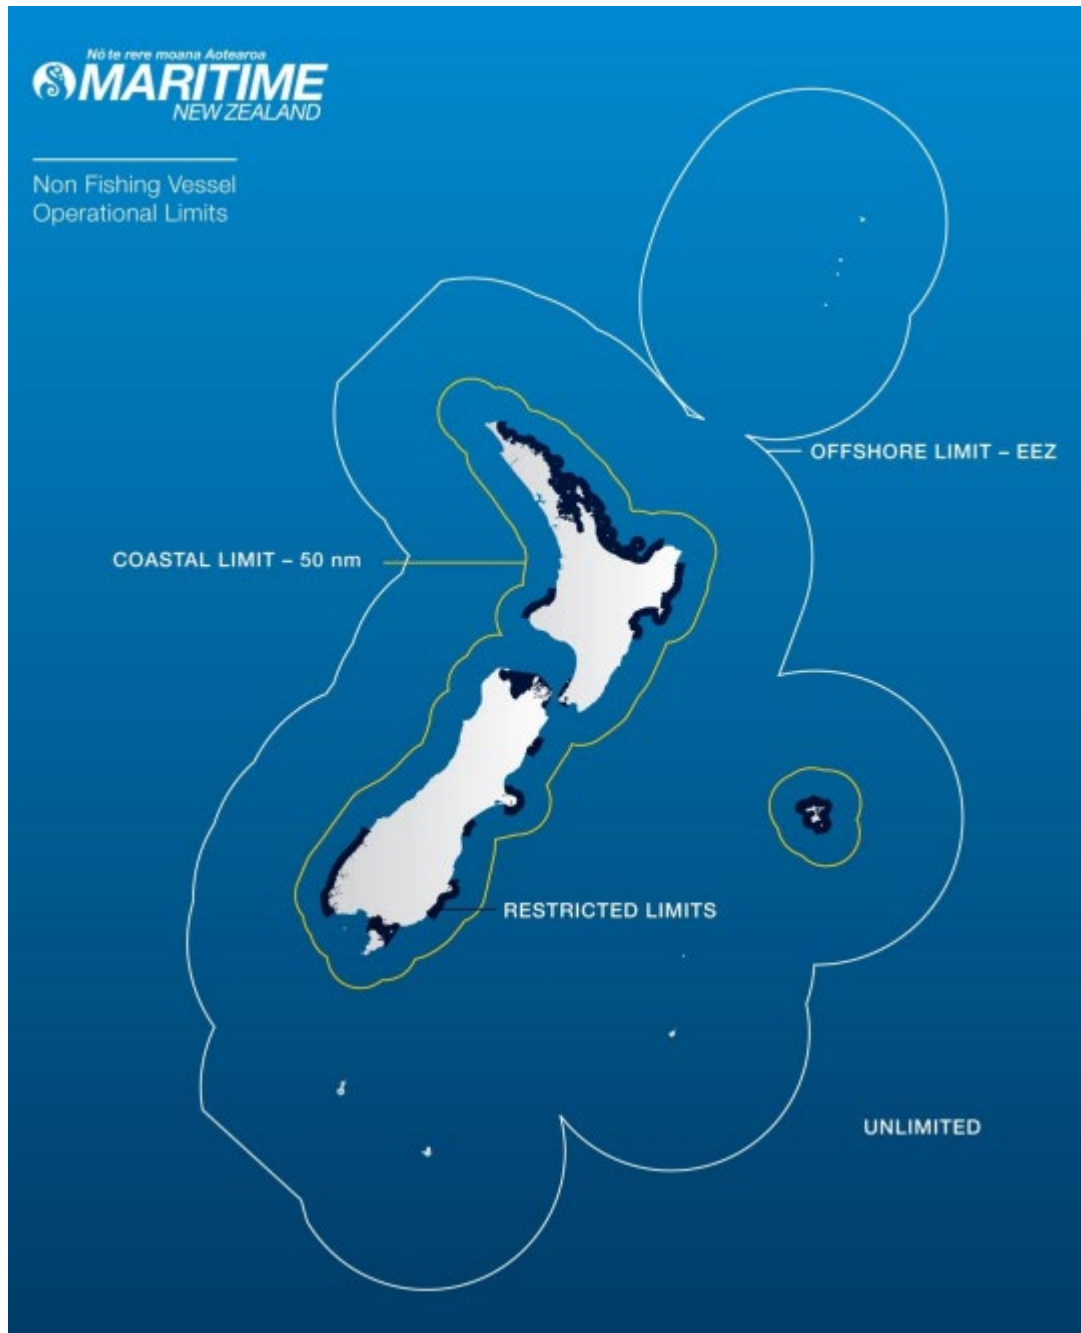 Nō te rere moana Aotearoa
MARITIME
NEW ZEALAND
Non Fishing Vessel
Operational Limits
OFFSHORE LIMIT – EEZ
COASTAL LIMIT – 50 nm
RESTRICTED LIMITS
UNLIMITED